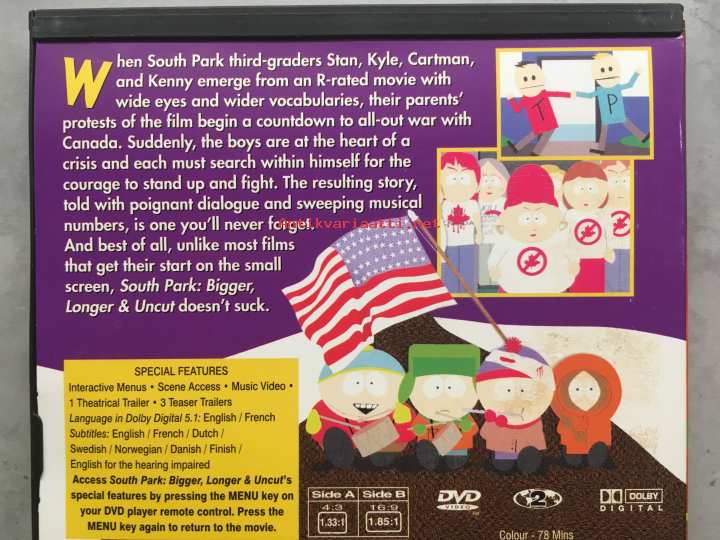 When South Park third-graders Stan, Kyle, Cartman,
and Kenny emerge from an R-rated movie with
wide eyes and wider vocabularies, their parents'
protests of the film begin a countdown to all-out war with
Canada. Suddenly, the boys are at the heart of a
crisis and each must search within himself for the
courage to stand up and fight. The resulting story,
told with poignant dialogue and sweeping musical
numbers, is one you'll never forget.
And best of all, unlike most films
that get their start on the small
screen, South Park: Bigger,
Longer & Uncut doesn't suck.
T P
Antikvariaatti.net
SPECIAL FEATURES
Interactive Menus • Scene Access • Music Video •
1 Theatrical Trailer • 3 Teaser Trailers
Language in Dolby Digital 5.1: English / French
Subtitles: English / French / Dutch /
Swedish / Norwegian / Danish / Finish /
English for the hearing impaired
Access South Park: Bigger, Longer & Uncut's
special features by pressing the MENU key on
your DVD player remote control. Press the
MENU key again to return to the movie.
Side A Side B
4:3 16:9
1.33:1 1.85:1
DVD
VIDEO
2
DOLBY
DIGITAL
Colour - 78 Mins